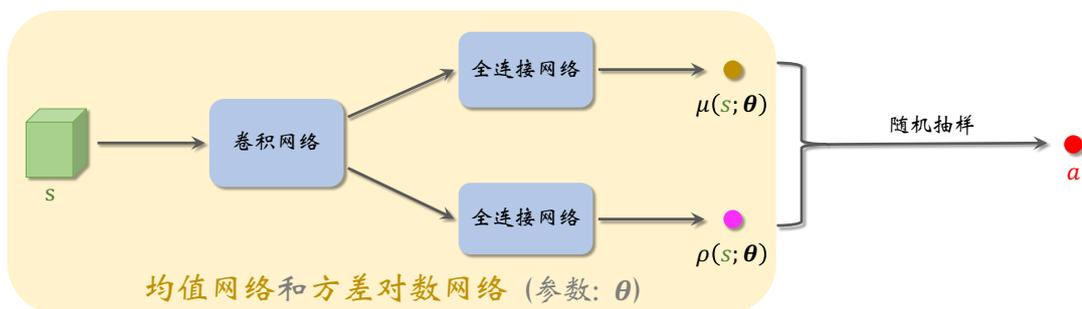 全连接网络
μ(s; θ)
随机抽样
卷积网络
s
a
全连接网络
ρ(s; θ)
均值网络和方差对数网络 (参数: θ)